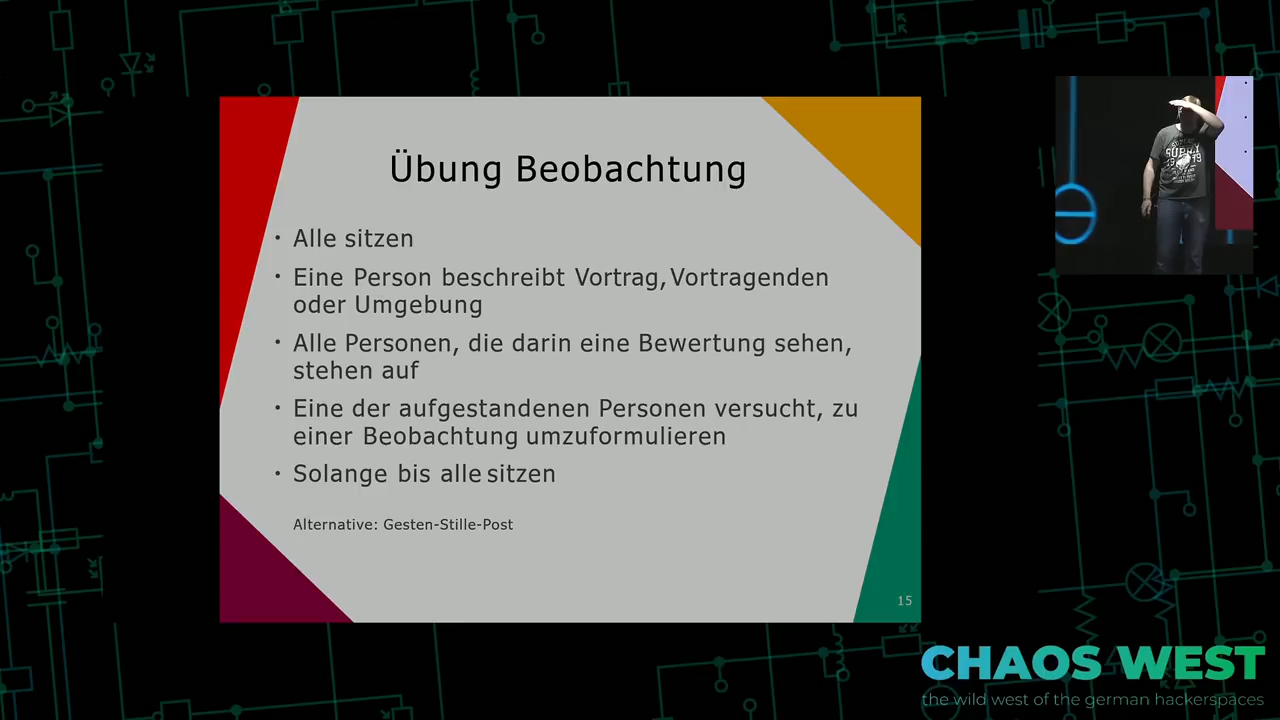 Übung Beobachtung
• Alle sitzen
• Eine Person beschreibt Vortrag, Vortragenden
oder Umgebung
• Alle Personen, die darin eine Bewertung sehen,
stehen auf
• Eine der aufgestandenen Personen versucht, zu
einer Beobachtung umzuformulieren
• Solange bis alle sitzen
Alternative: Gesten-Stille-Post
15
SUPPLY
CHAOS WEST
the wild west of the german hackerspaces